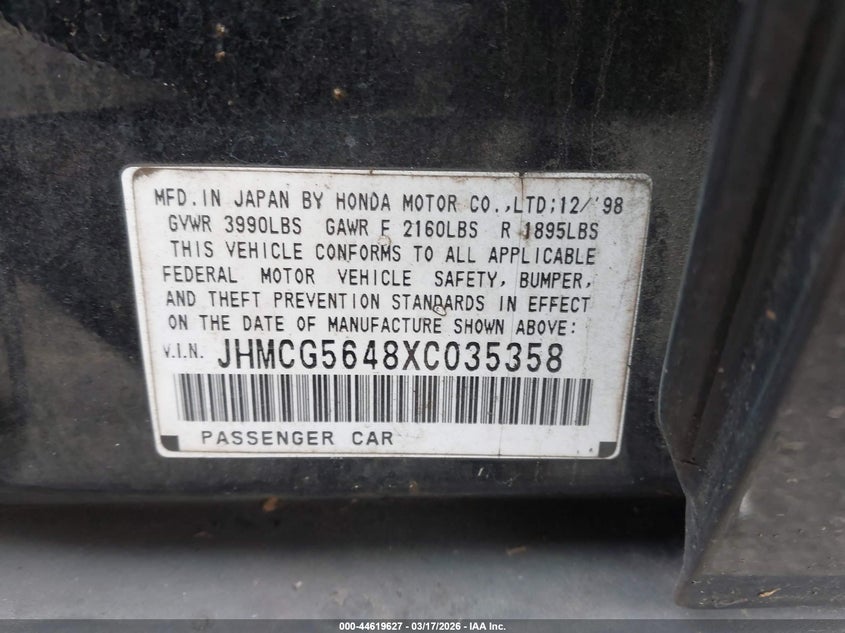 MFD.IN JAPAN BY HONDA MOTOR CO.,LTD;12/'98
GVWR 3990LBS GAWR F 2160LBS R 1895LBS
THIS VEHICLE CONFORMS TO ALL APPLICABLE
FEDERAL MOTOR VEHICLE SAFETY, BUMPER,
AND THEFT PREVENTION STANDARDS IN EFFECT
ON THE DATE OF MANUFACTURE SHOWN ABOVE:
V.I.N. JHMCG5648XC035358
PASSENGER CAR
000-44619627 - 03/17/2026 - IAA Inc.